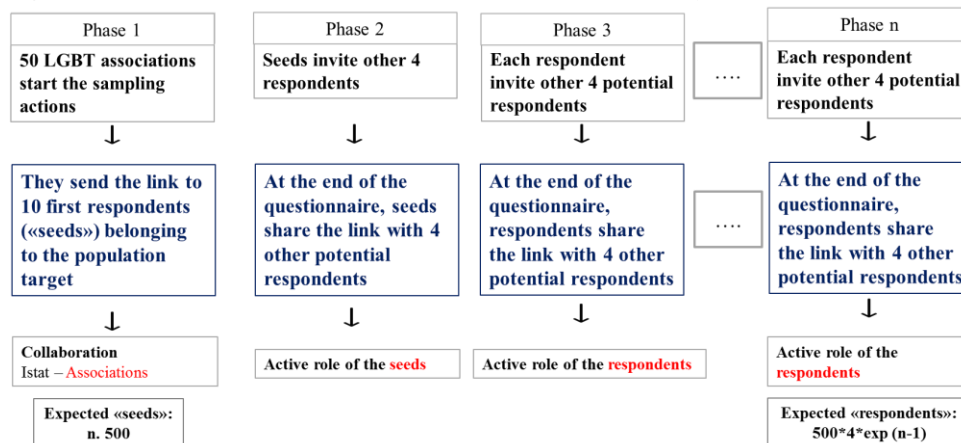 Phase 1
50 LGBT associations
start the sampling
actions
They send the link to
10 first respondents
(«seeds») belonging
to the population
target
Collaboration
Istat – Associations
Expected «seeds»:
n. 500
Phase 2
Seeds invite other 4
respondents
At the end of the
questionnaire, seeds
share the link with 4
other potential
respondents
Active role of the seeds
Phase 3
Each respondent
invite other 4 potential
respondents
At the end of the
questionnaire,
respondents share
the link with 4 other
potential respondents
Active role of the respondents
….
….
Phase n
Each respondent
invite other 4 potential
respondents
At the end of the
questionnaire,
respondents share
the link with 4 other
potential respondents
Active role of the
respondents
Expected «respondents»:
500*4*exp (n-1)